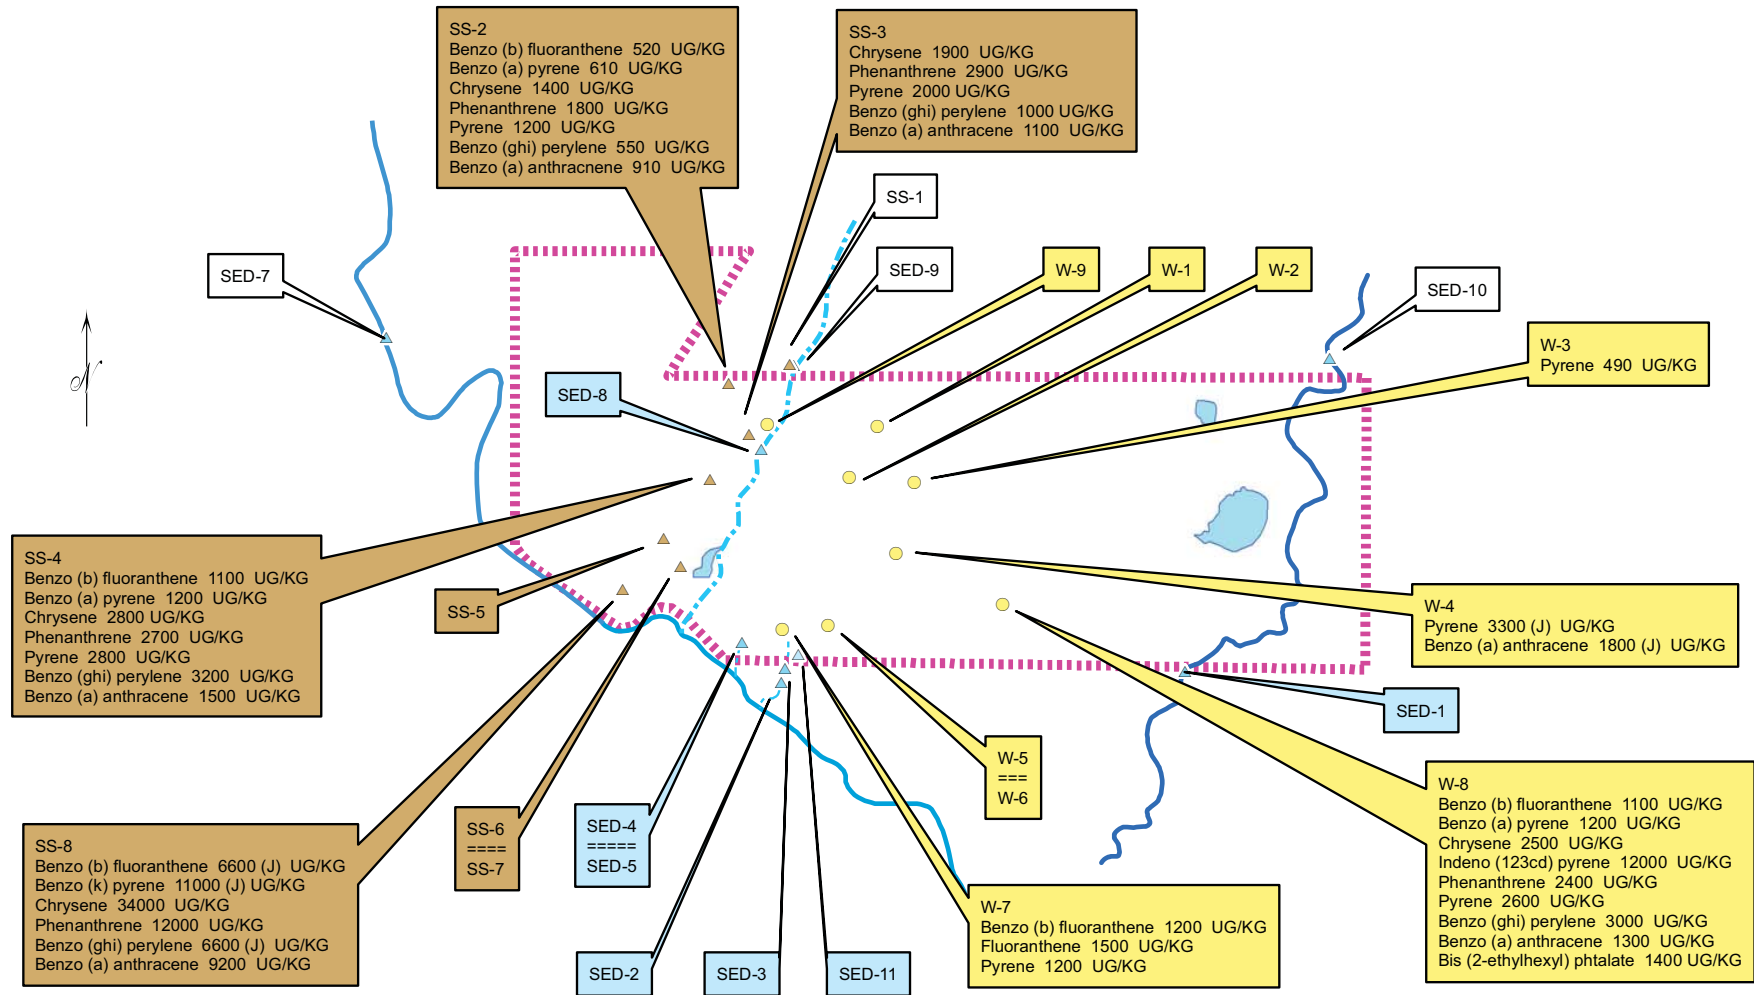 SS-2
Benzo (b) fluoranthene 520 UG/KG
Benzo (a) pyrene 610 UG/KG
Chrysene 1400 UG/KG
Phenanthrene 1800 UG/KG
Pyrene 1200 UG/KG
Benzo (ghi) perylene 550 UG/KG
Benzo (a) anthracnene 910 UG/KG
SS-3
Chrysene 1900 UG/KG
Phenanthrene 2900 UG/KG
Pyrene 2000 UG/KG
Benzo (ghi) perylene 1000 UG/KG
Benzo (a) anthracene 1100 UG/KG
SS-1
SED-7
SED-9
W-9
W-1
W-2
SED-10
N
W-3
Pyrene 490 UG/KG
SED-8
SS-4
Benzo (b) fluoranthene 1100 UG/KG
Benzo (a) pyrene 1200 UG/KG
Chrysene 2800 UG/KG
Phenanthrene 2700 UG/KG
Pyrene 2800 UG/KG
Benzo (ghi) perylene 3200 UG/KG
Benzo (a) anthracene 1500 UG/KG
SS-5
W-4
Pyrene 3300 (J) UG/KG
Benzo (a) anthracene 1800 (J) UG/KG
SED-1
W-5
===
W-6
SS-8
Benzo (b) fluoranthene 6600 (J) UG/KG
Benzo (k) pyrene 11000 (J) UG/KG
Chrysene 34000 UG/KG
Phenanthrene 12000 UG/KG
Benzo (ghi) perylene 6600 (J) UG/KG
Benzo (a) anthracene 9200 UG/KG
SS-6
====
SS-7
SED-4
=====
SED-5
W-8
Benzo (b) fluoranthene 1100 UG/KG
Benzo (a) pyrene 1200 UG/KG
Chrysene 2500 UG/KG
Indeno (123cd) pyrene 12000 UG/KG
Phenanthrene 2400 UG/KG
Pyrene 2600 UG/KG
Benzo (ghi) perylene 3000 UG/KG
Benzo (a) anthracene 1300 UG/KG
Bis (2-ethylhexyl) phtalate 1400 UG/KG
SED-2
SED-3
SED-11
W-7
Benzo (b) fluoranthene 1200 UG/KG
Fluoranthene 1500 UG/KG
Pyrene 1200 UG/KG